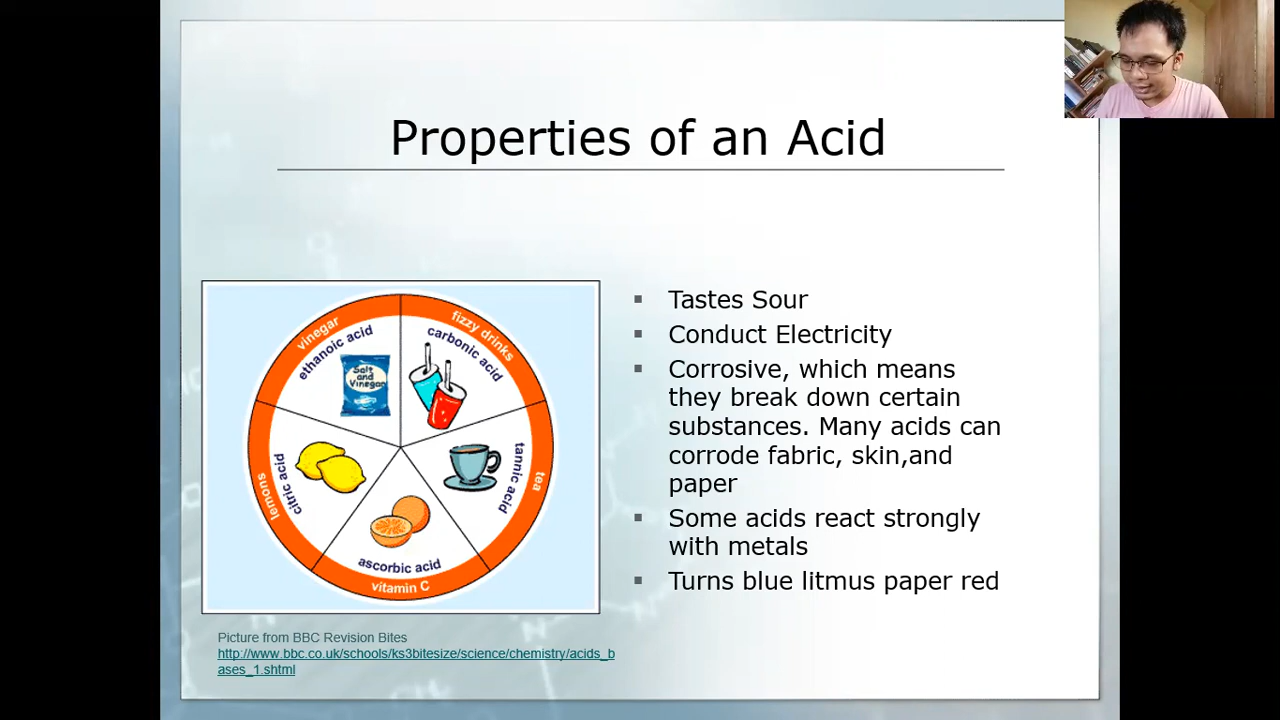 Properties of an Acid
vinegar
ethanoic acid
Salt
and
Vinegar
fizzy drinks
carbonic acid
tea
tannic acid
ascorbic acid
vitamin C
lemons
citric acid
Picture from BBC Revision Bites
http://www.bbc.co.uk/schools/ks3bitesize/science/chemistry/acids_b
ases_1.shtml
▪ Tastes Sour
▪ Conduct Electricity
▪ Corrosive, which means
they break down certain
substances. Many acids can
corrode fabric, skin,and
paper
▪ Some acids react strongly
with metals
▪ Turns blue litmus paper red